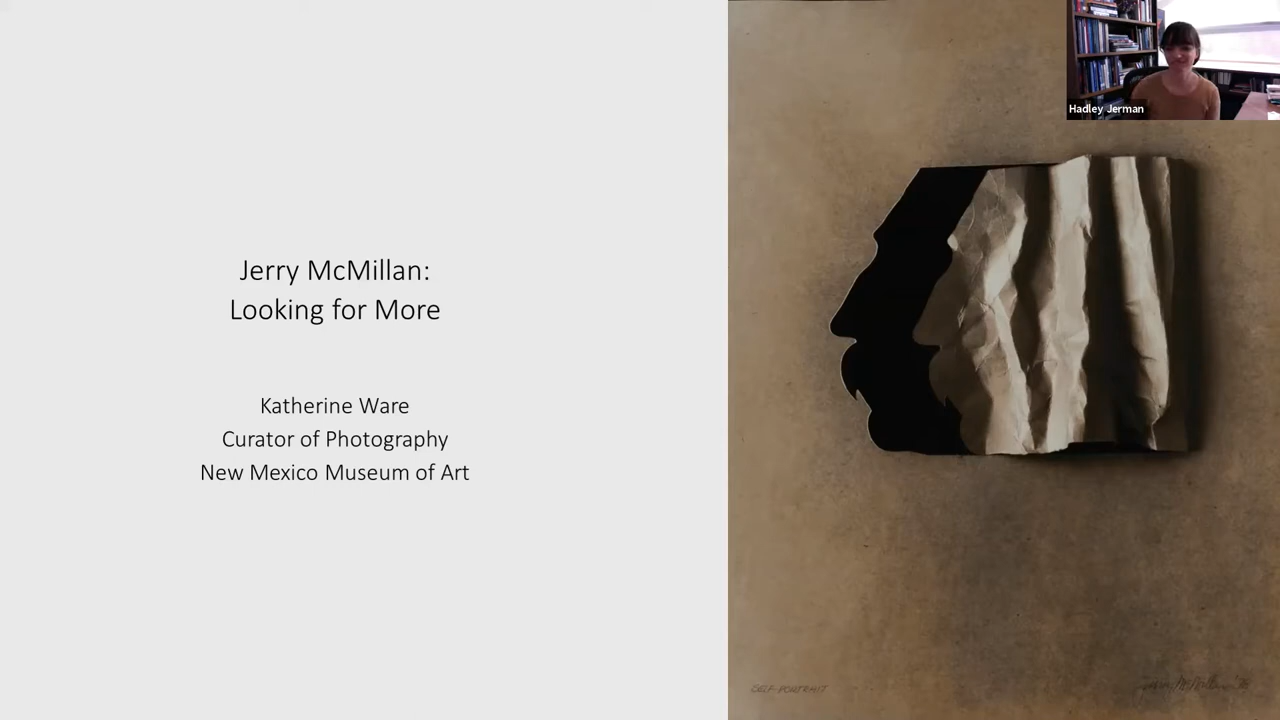 Jerry McMillan:
Looking for More
Katherine Ware
Curator of Photography
New Mexico Museum of Art
Hadley Jerman
SELF-PORTRAIT